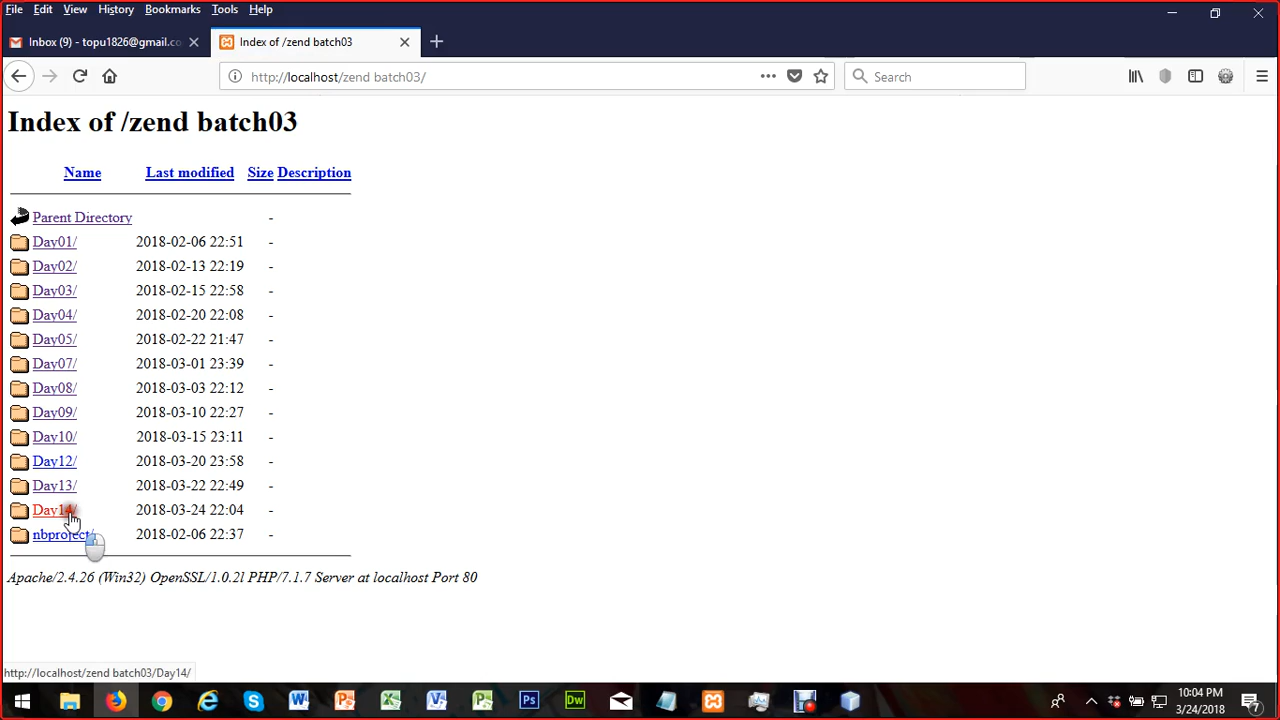 File Edit View History Bookmarks Tools Help
Inbox (9) - topu1826@gmail.co
Index of /zend batch03
http://localhost/zend batch03/
Search
Index of /zend batch03
Name Last modified Size Description
Parent Directory -
Day01/ 2018-02-06 22:51 -
Day02/ 2018-02-13 22:19 -
Day03/ 2018-02-15 22:58 -
Day04/ 2018-02-20 22:08 -
Day05/ 2018-02-22 21:47 -
Day07/ 2018-03-01 23:39 -
Day08/ 2018-03-03 22:12 -
Day09/ 2018-03-10 22:27 -
Day10/ 2018-03-15 23:11 -
Day12/ 2018-03-20 23:58 -
Day13/ 2018-03-22 22:49 -
Day14/ 2018-03-24 22:04 -
nbproject/ 2018-02-06 22:37 -
Apache/2.4.26 (Win32) OpenSSL/1.0.2l PHP/7.1.7 Server at localhost Port 80
http://localhost/zend batch03/Day14/
10:04 PM
3/24/2018
7